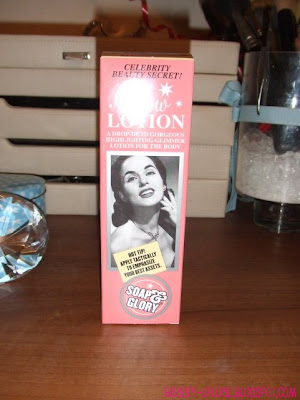 CELEBRITY
BEAUTY SECRET!
LOTION
A DROP DEAD GORGEOUS
HIGHLIGHTING GLIMMER
LOTION FOR THE BODY
HOT TIP!
APPLY TACTICALLY
TO EMPHASIZE
YOUR BEST ASSETS.
SOAP &
GLORY